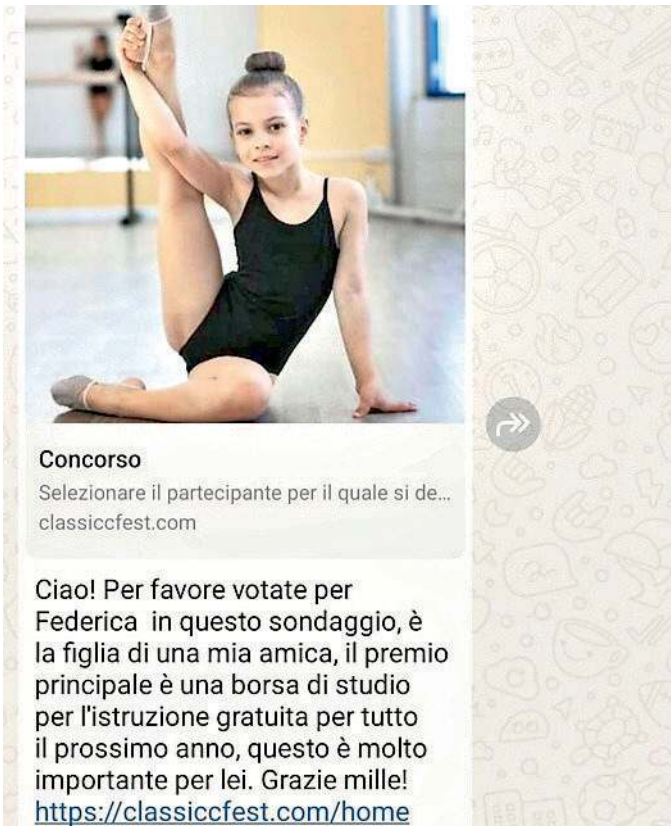 Concorso
Selezionare il partecipante per il quale si de...
classiccfest.com
Ciao! Per favore votate per
Federica in questo sondaggio, è
la figlia di una mia amica, il premio
principale è una borsa di studio
per l'istruzione gratuita per tutto
il prossimo anno, questo è molto
importante per lei. Grazie mille!
https://classiccfest.com/home